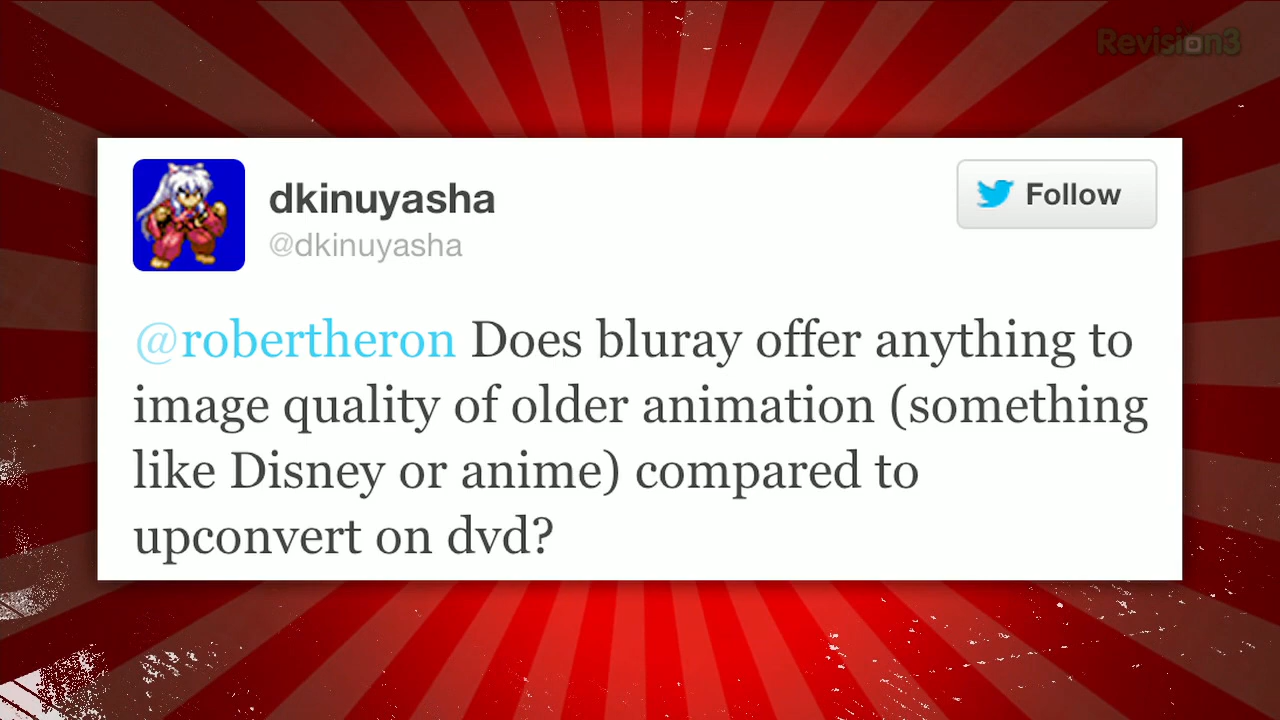 Revision3
dkinuyasha
Follow
@dkinuyasha
@robertheron Does bluray offer anything to
image quality of older animation (something
like Disney or anime) compared to
upconvert on dvd?